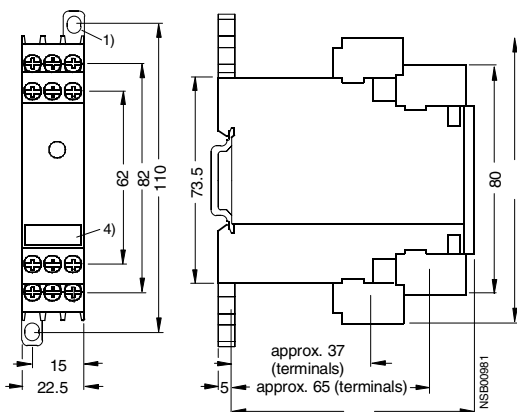 1)
62
82
110
4)
15
22.5
73.5
80
approx. 37
(terminals)
5
approx. 65 (terminals)
NSB00981